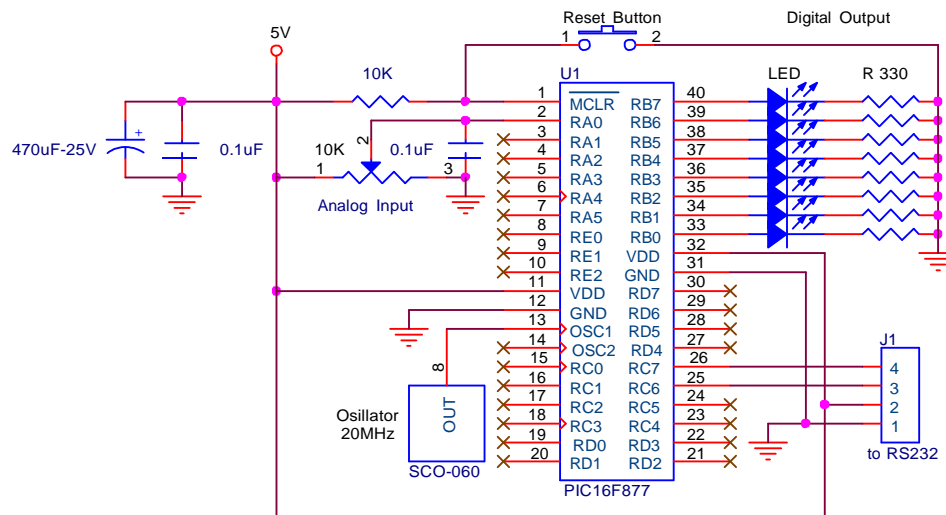 Reset Button
Digital Output
5V
1
2
U1
LED
R 330
10K
470uF-25V
+
0.1uF
10K
2
1
3
0.1uF
Analog Input
1 MCLR RB7 40
2 RA0 RB6 39
3 RA1 RB5 38
4 RA2 RB4 37
5 RA3 RB3 36
6 RA4 RB2 35
7 RA5 RB1 34
8 RE0 RB0 33
9 RE1 VDD 32
10 RE2 GND 31
11 VDD RD7 30
12 GND RD6 29
13 OSC1 RD5 28
14 OSC2 RD4 27
15 RC0 RC7 26
16 RC1 RC6 25
17 RC2 RC5 24
18 RC3 RC4 23
19 RD0 RD3 22
20 RD1 RD2 21
PIC16F877
8
OUT
Osillator
20MHz
SCO-060
J1
4
3
2
1
to RS232